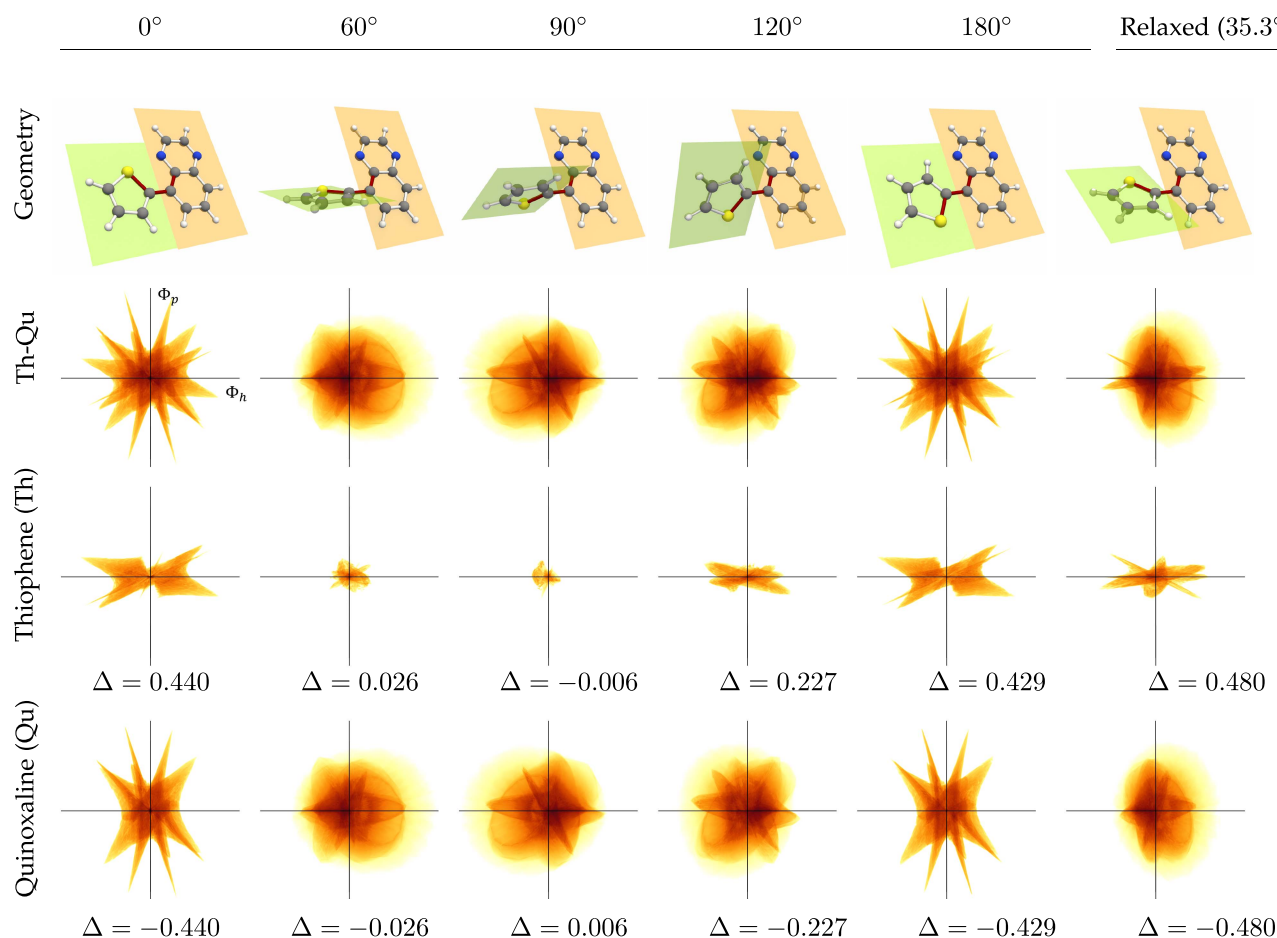 0° 60° 90° 120° 180° Relaxed (35.3°
Geometry
Th-Qu
Φp
Φh
Thiophene (Th)
Δ = 0.440 Δ = 0.026 Δ = −0.006 Δ = 0.227 Δ = 0.429 Δ = 0.480
Quinoxaline (Qu)
Δ = −0.440 Δ = −0.026 Δ = 0.006 Δ = −0.227 Δ = −0.429 Δ = −0.480